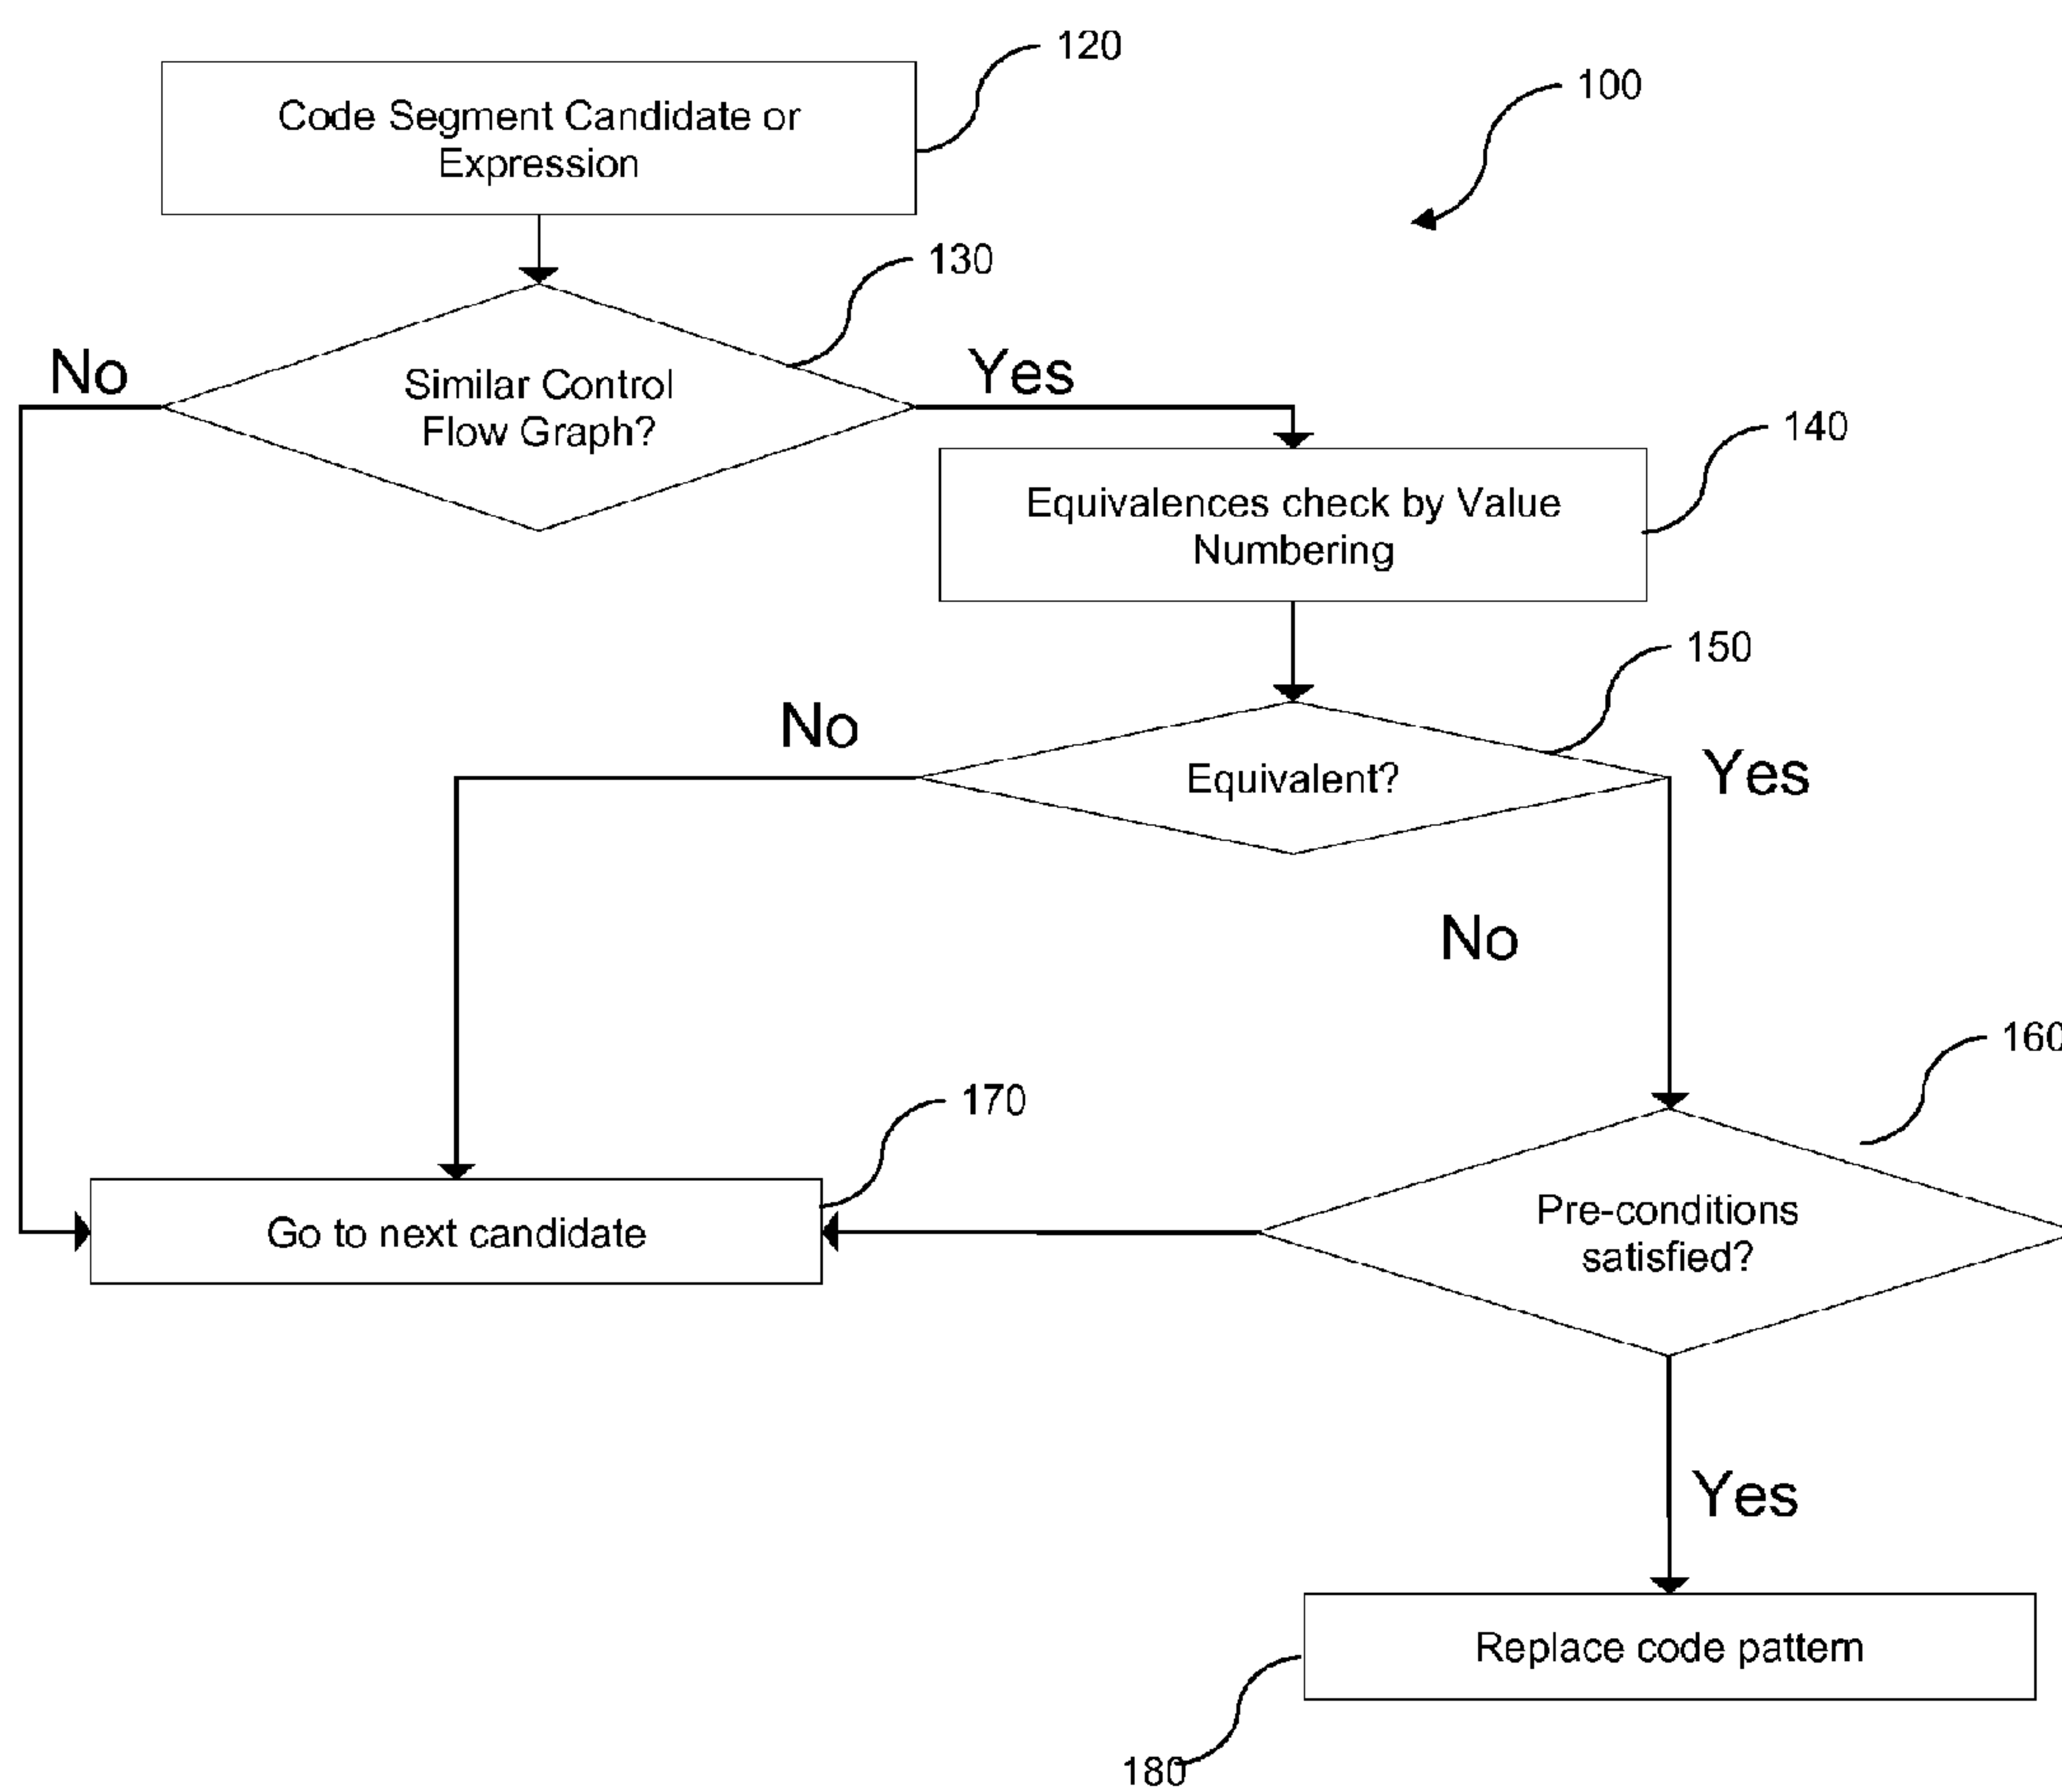 120
100
Code Segment Candidate or
Expression
130
No
Similar Control
Flow Graph?
Yes
140
Equivalences check by Value
Numbering
150
No
Equivalent?
Yes
No
160
170
Pre-conditions
satisfied?
Go to next candidate
Yes
Replace code pattern
180